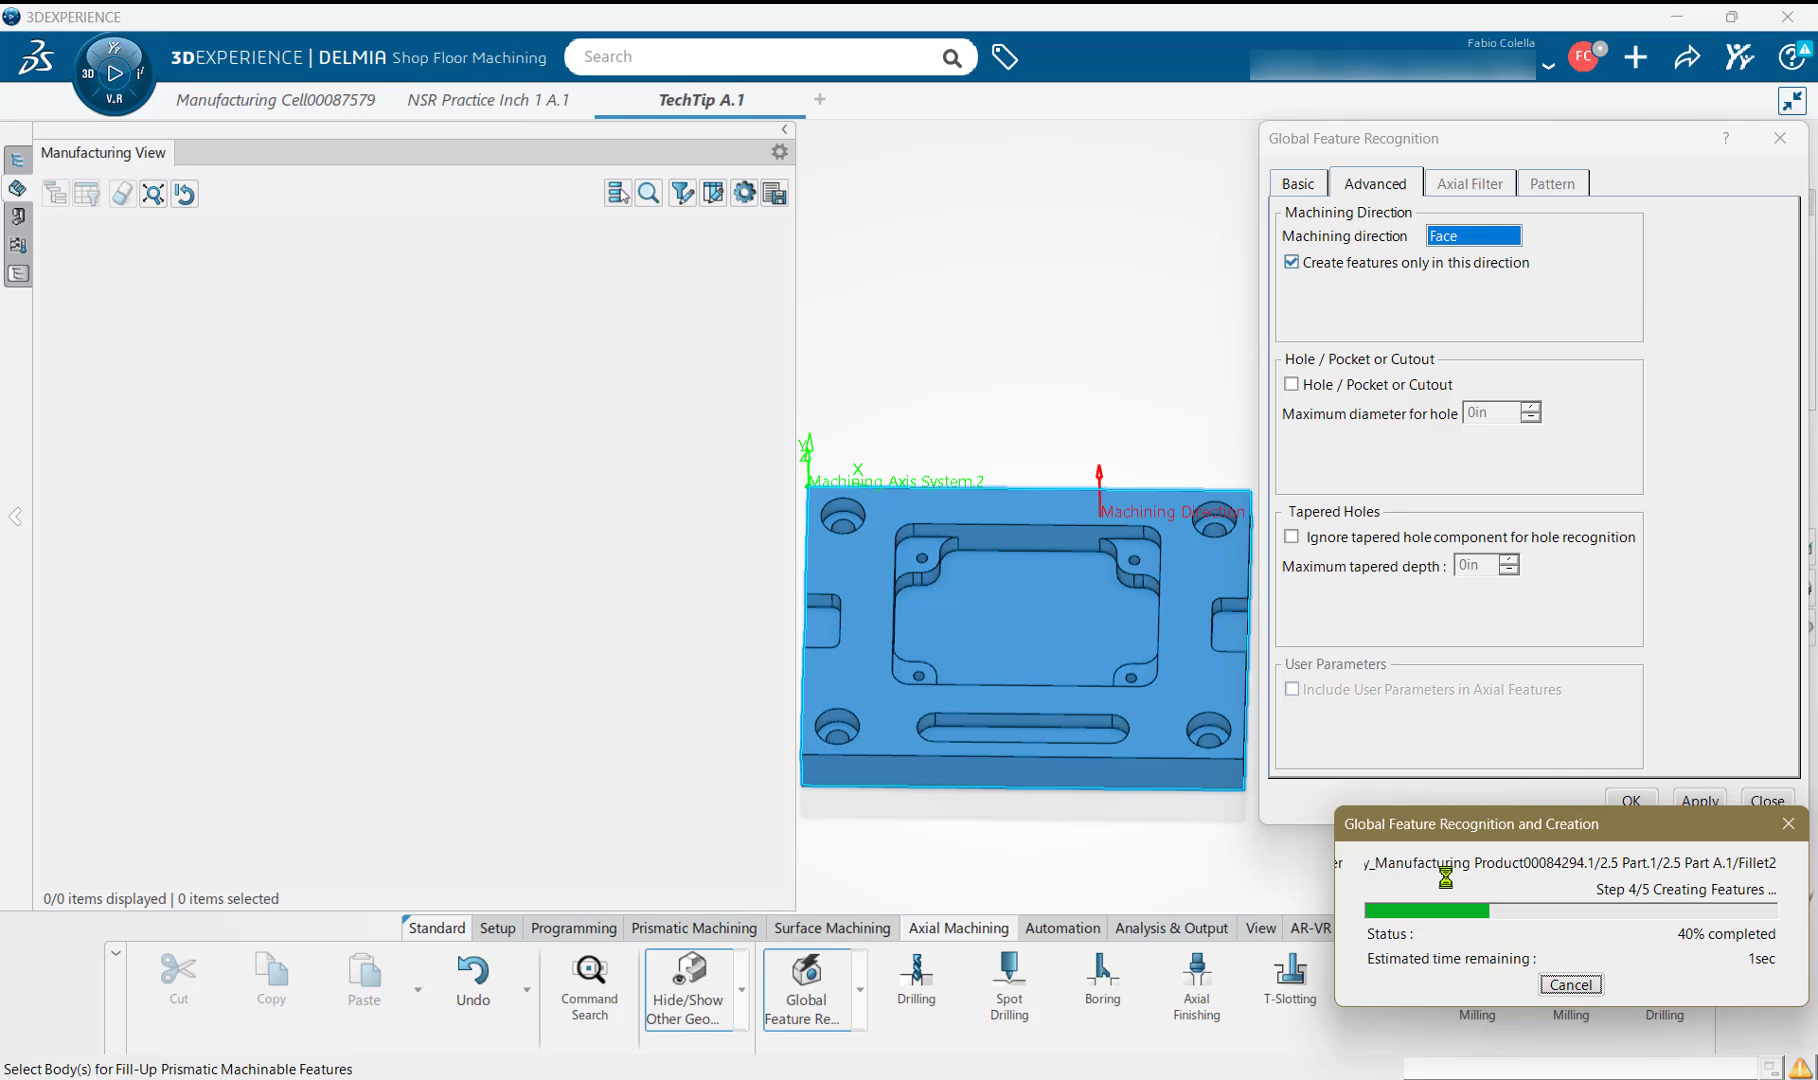 3DEXPERIENCE
3DEXPERIENCE | DELMIA Shop Floor Machining
Search
Fabio Colella
FC
3D
V.R
Manufacturing Cell00087579
NSR Practice Inch 1 A.1
TechTip A.1
Manufacturing View
Global Feature Recognition
Basic
Advanced
Axial Filter
Pattern
Machining Direction
Machining direction
Face
Create features only in this direction
Hole / Pocket or Cutout
Hole / Pocket or Cutout
Maximum diameter for hole
0in
Tapered Holes
Ignore tapered hole component for hole recognition
Maximum tapered depth :
0in
User Parameters
Include User Parameters in Axial Features
OK
Apply
Close
Y
Z
X
Machining Axis System.2
Machining Direction
Global Feature Recognition and Creation
y_Manufacturing Product00084294.1/2.5 Part.1/2.5 Part A.1/Fillet2
Step 4/5 Creating Features ...
Status :
40% completed
Estimated time remaining :
1sec
Cancel
0/0 items displayed | 0 items selected
Standard
Setup
Programming
Prismatic Machining
Surface Machining
Axial Machining
Automation
Analysis & Output
View
AR-VR
Cut
Copy
Paste
Undo
Command Search
Hide/Show Other Geo...
Global Feature Re...
Drilling
Spot Drilling
Boring
Axial Finishing
T-Slotting
Milling
Milling
Drilling
Select Body(s) for Fill-Up Prismatic Machinable Features